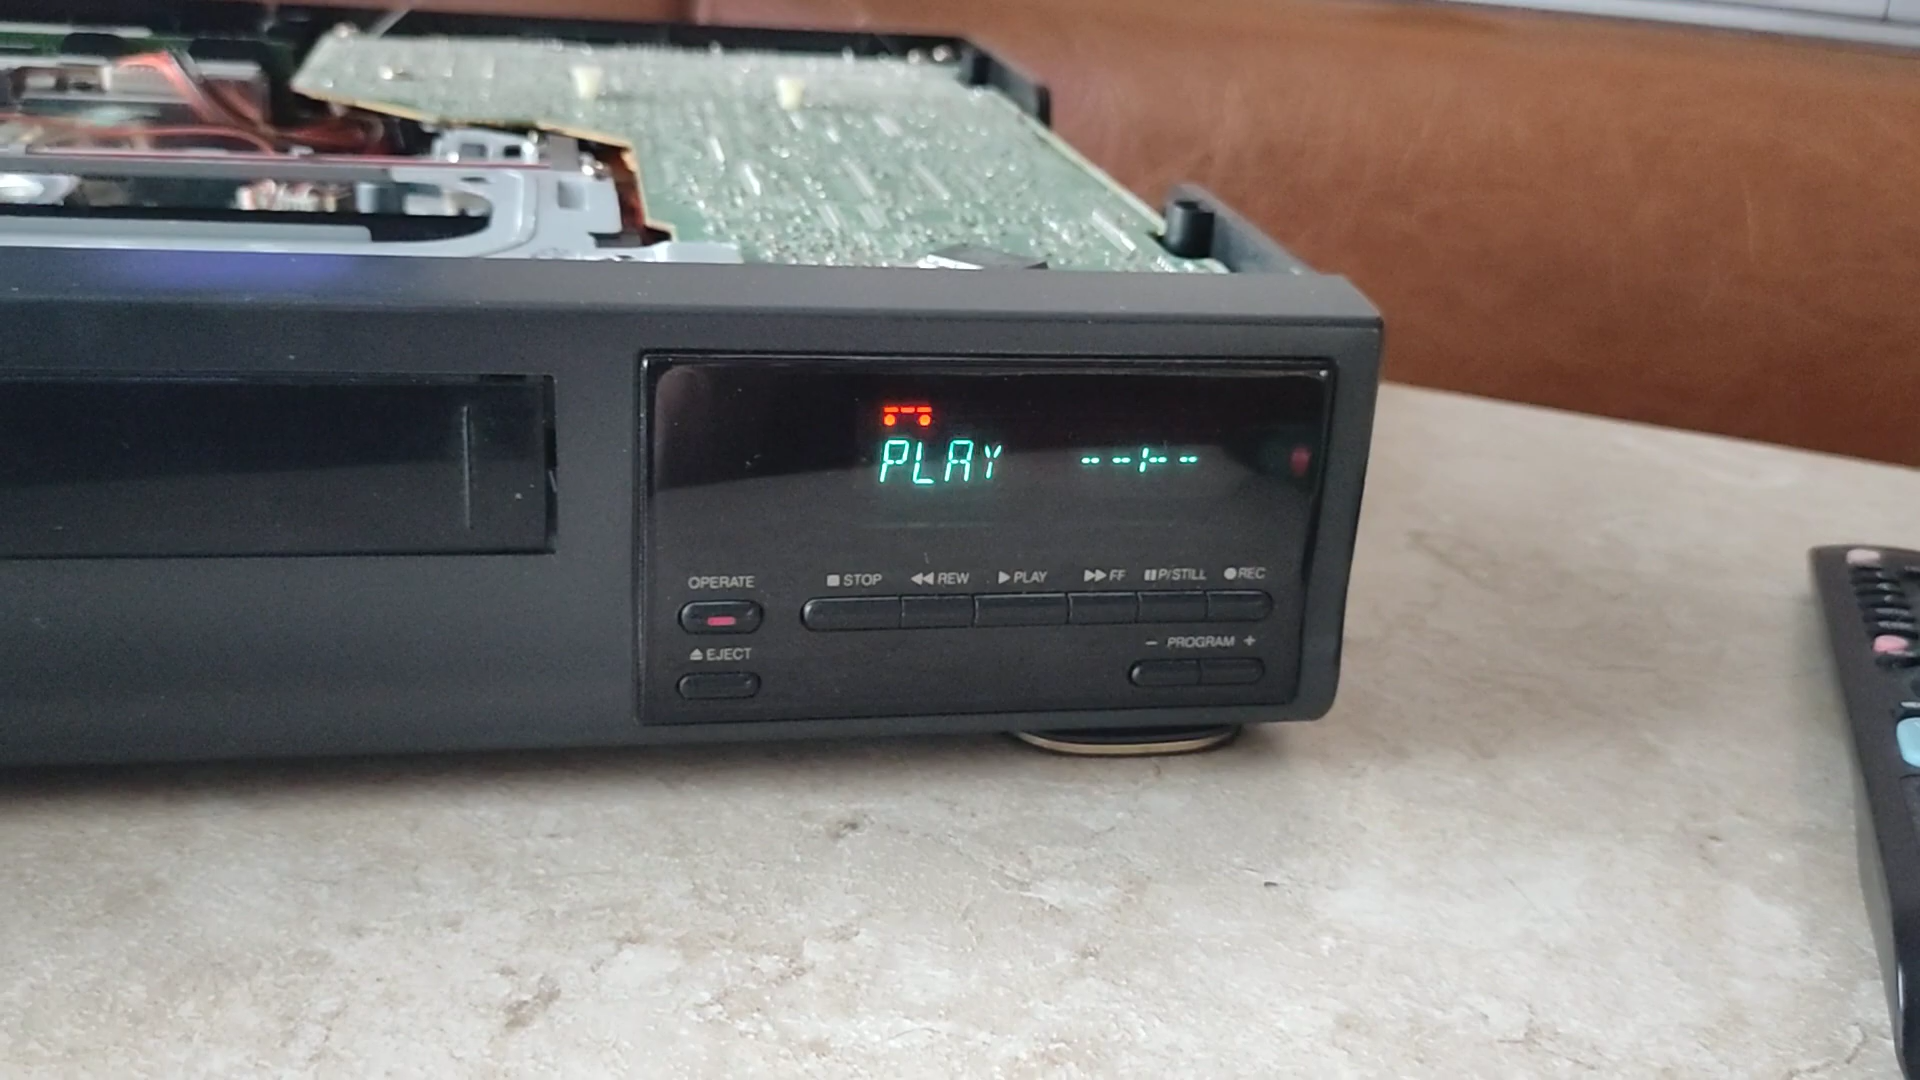 PLAY --:--
OPERATE ■ STOP ◀◀ REW ▶ PLAY ▶▶ FF ▮▮ P/STILL ● REC
⏏ EJECT − PROGRAM +